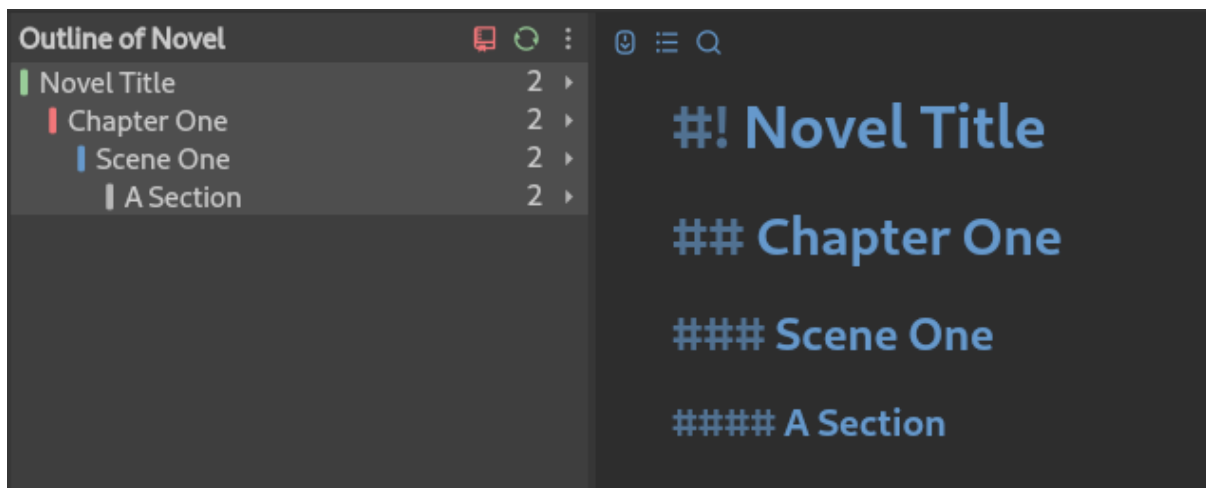 Outline of Novel
Novel Title 2
Chapter One 2
Scene One 2
A Section 2
#! Novel Title
## Chapter One
### Scene One
#### A Section